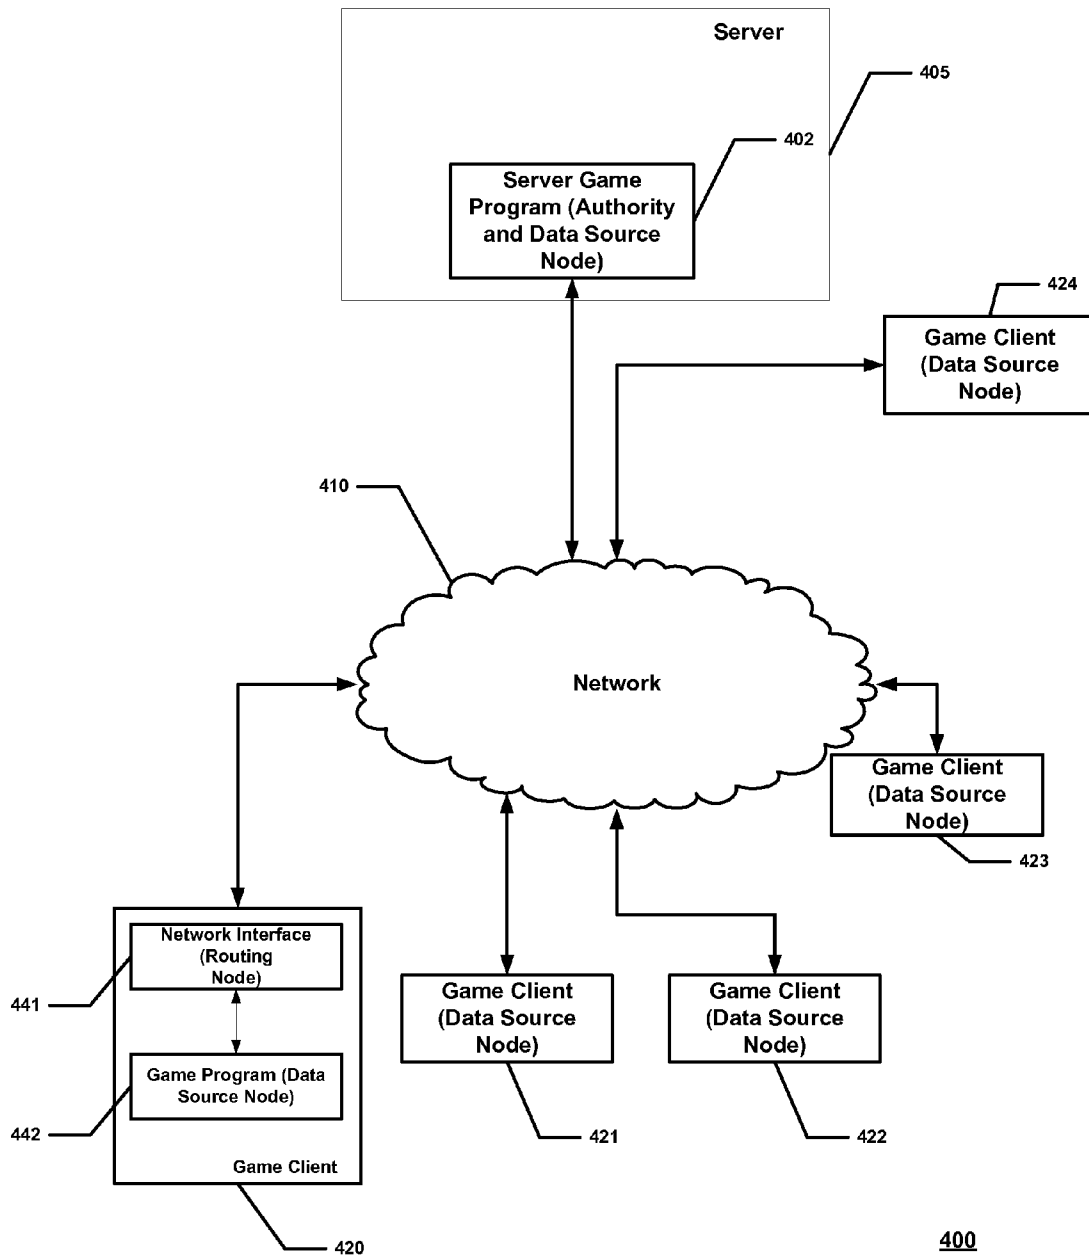 Server
405
402
Server Game
Program (Authority
and Data Source
Node)
424
Game Client
(Data Source
Node)
410
Network
Game Client
(Data Source
Node)
423
Network Interface
(Routing
Node)
441
Game Program (Data
Source Node)
442
Game Client
420
Game Client
(Data Source
Node)
421
Game Client
(Data Source
Node)
422
400